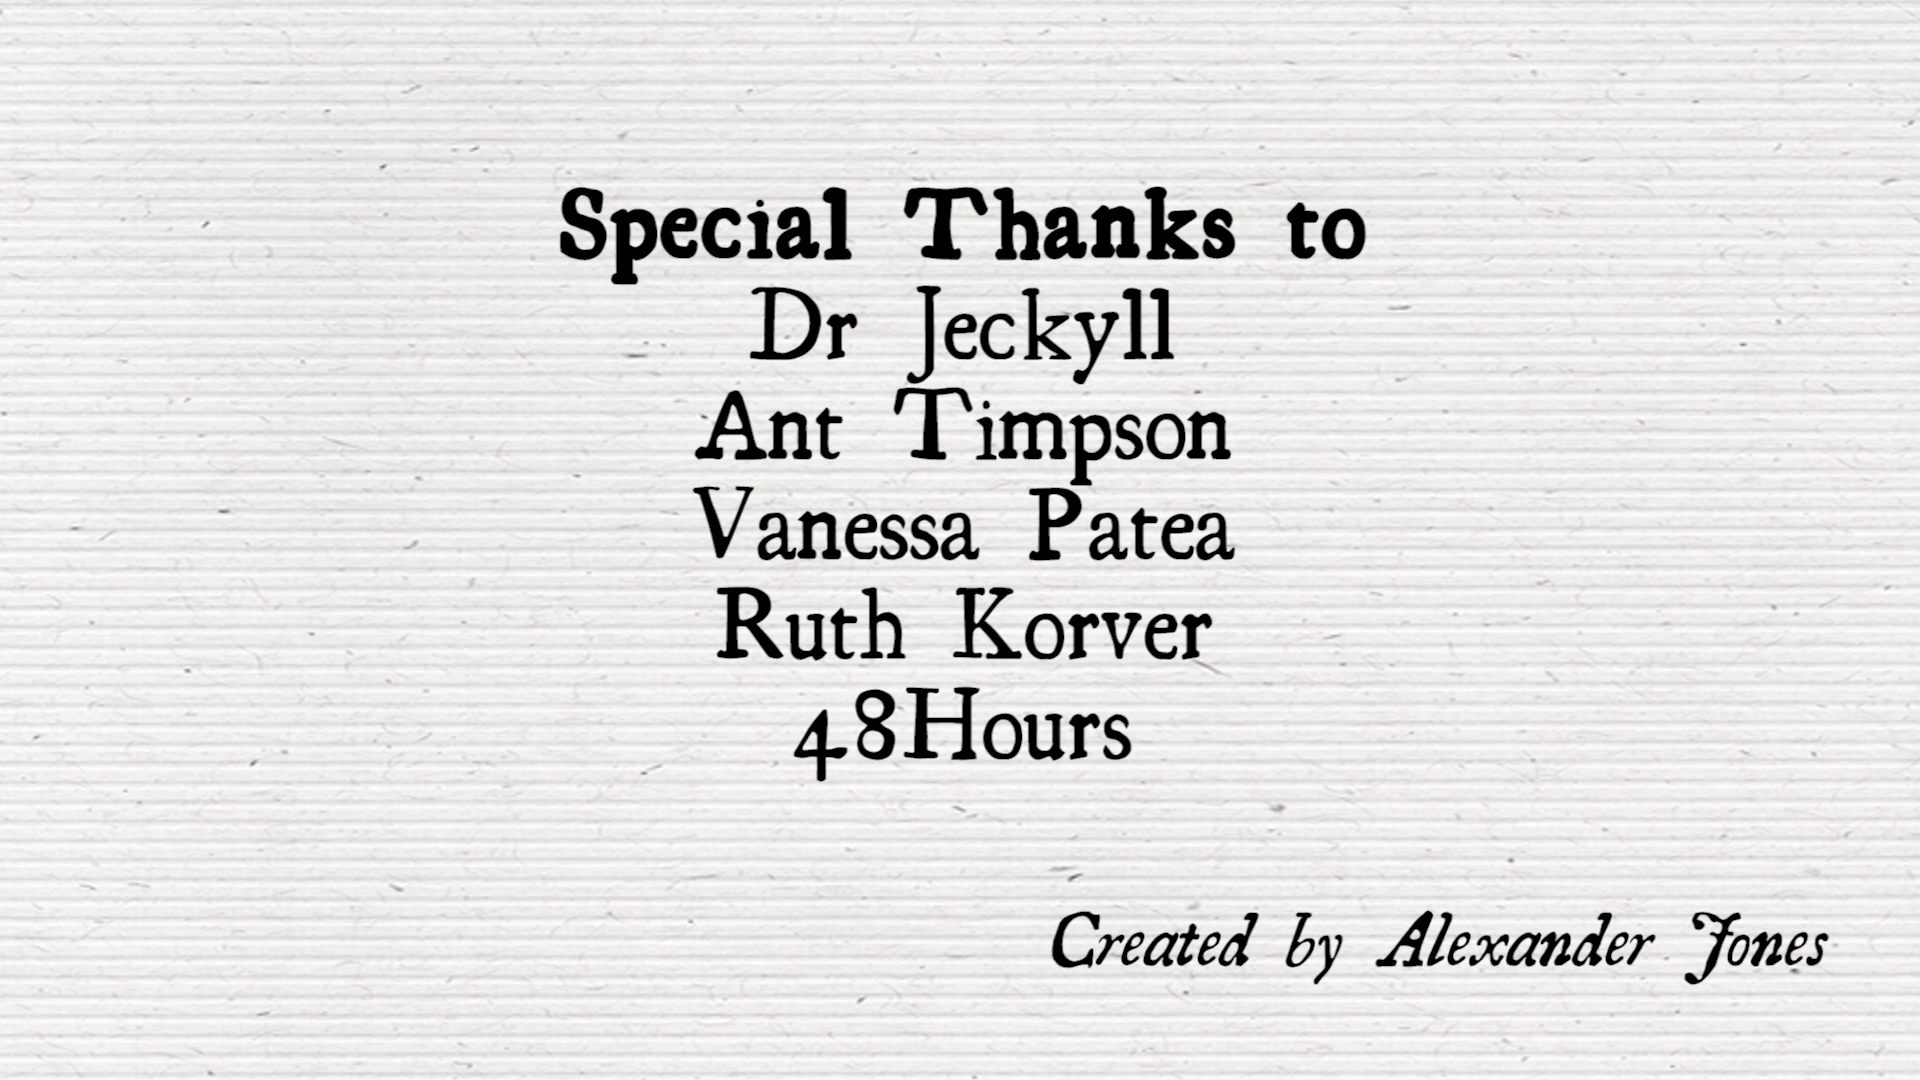 Special Thanks to
Dr Jeckyll
Ant Timpson
Vanessa Patea
Ruth Korver
48Hours
Created by Alexander Jones